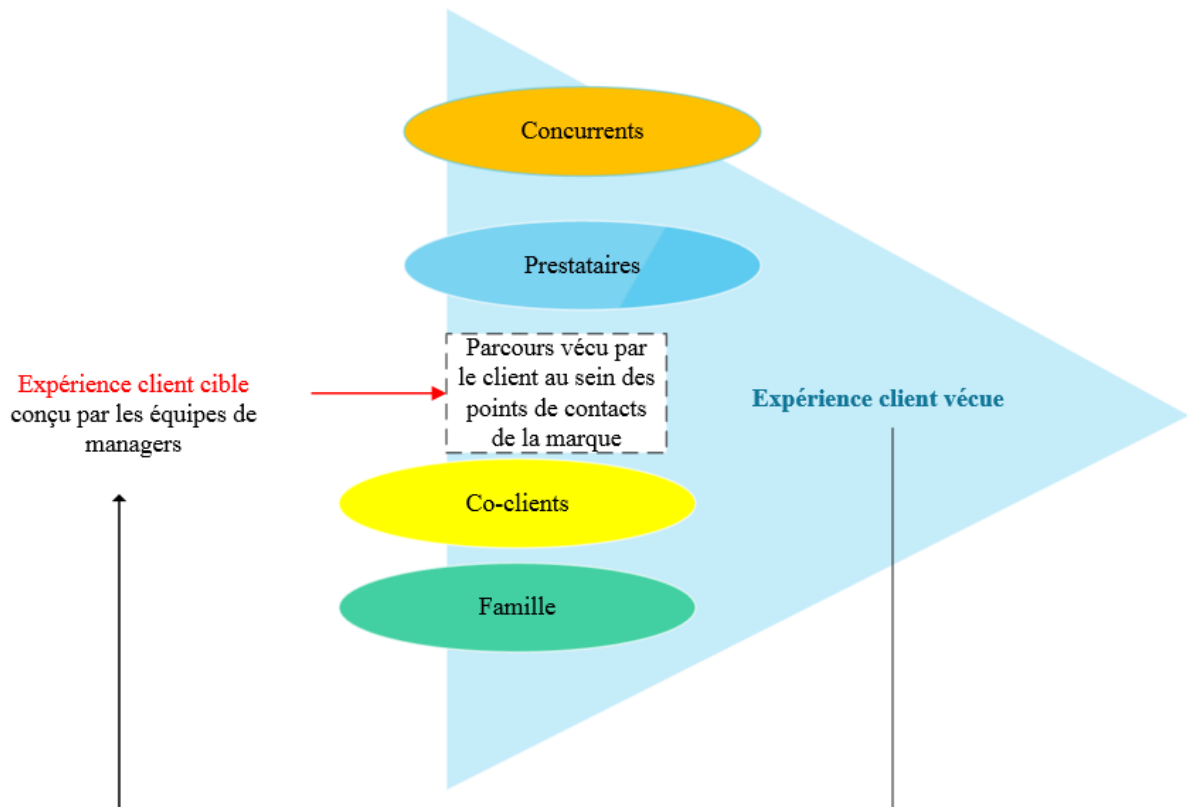 Concurrents
Prestataires
Expérience client cible
conçu par les équipes de
managers
Parcours vécu par
le client au sein des
points de contacts
de la marque
Expérience client vécue
Co-clients
Famille